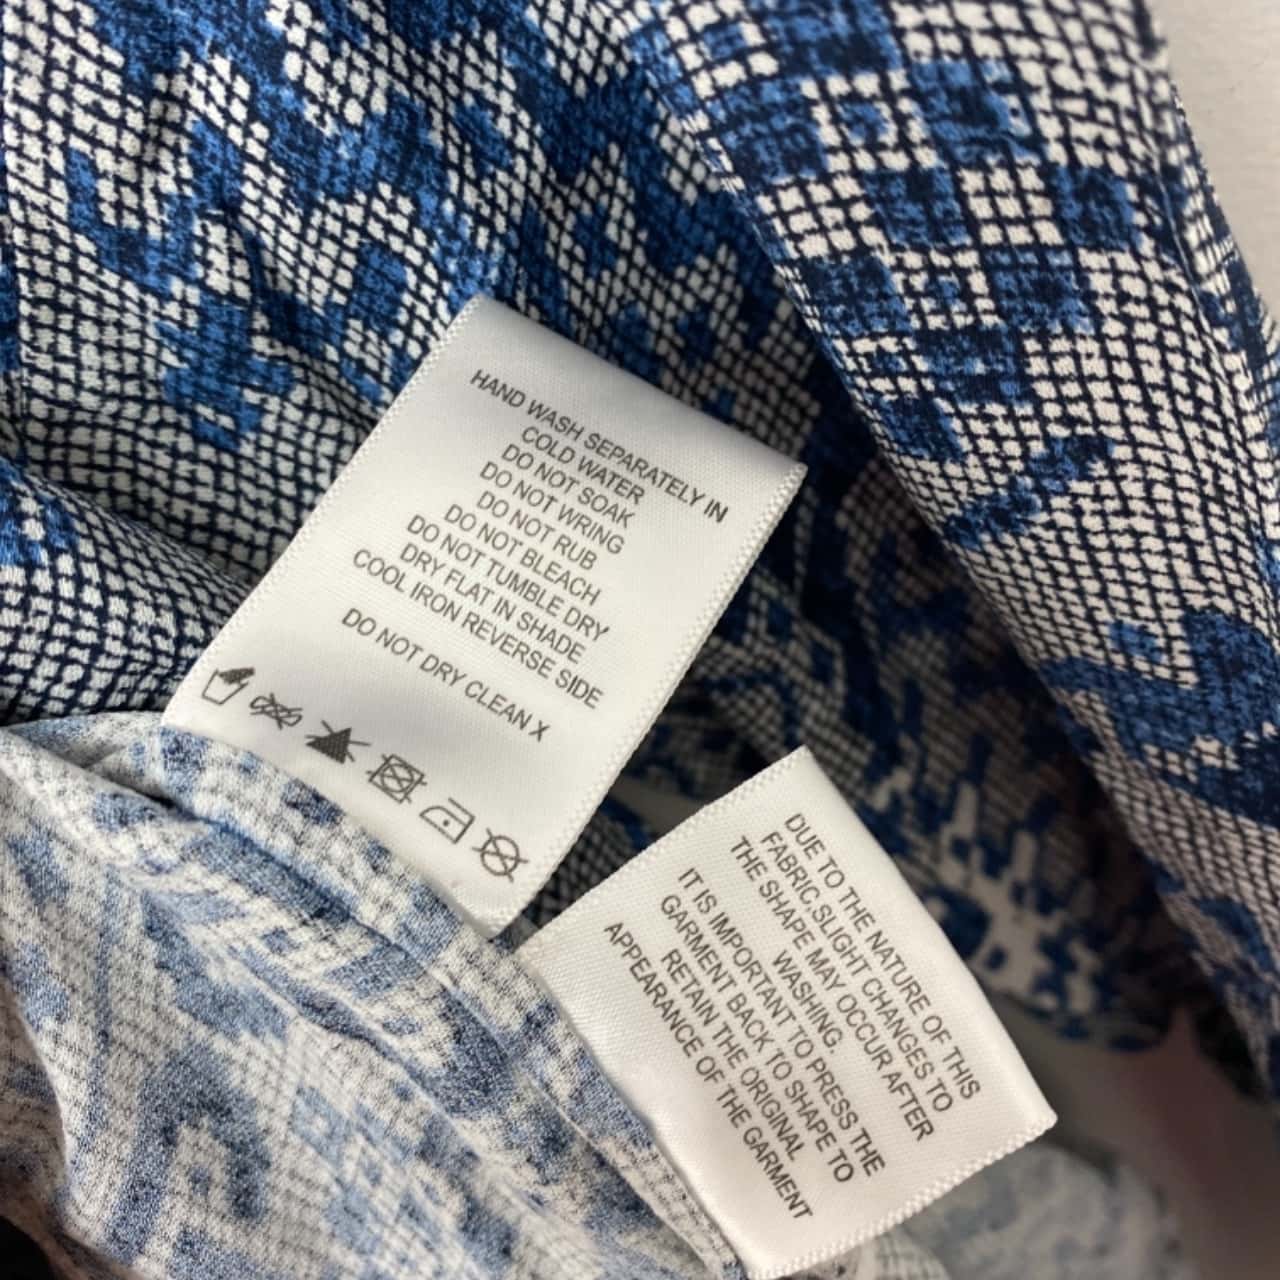 HAND WASH SEPARATELY IN
COLD WATER
DO NOT SOAK
DO NOT WRING
DO NOT RUB
DO NOT BLEACH
DO NOT TUMBLE DRY
DRY FLAT IN SHADE
COOL IRON REVERSE SIDE
DO NOT DRY CLEAN X
DUE TO THE NATURE OF THIS
FABRIC,SLIGHT CHANGES TO
THE SHAPE MAY OCCUR AFTER
WASHING.
IT IS IMPORTANT TO PRESS THE
GARMENT BACK TO SHAPE TO
RETAIN THE ORIGINAL
APPEARANCE OF THE GARMENT